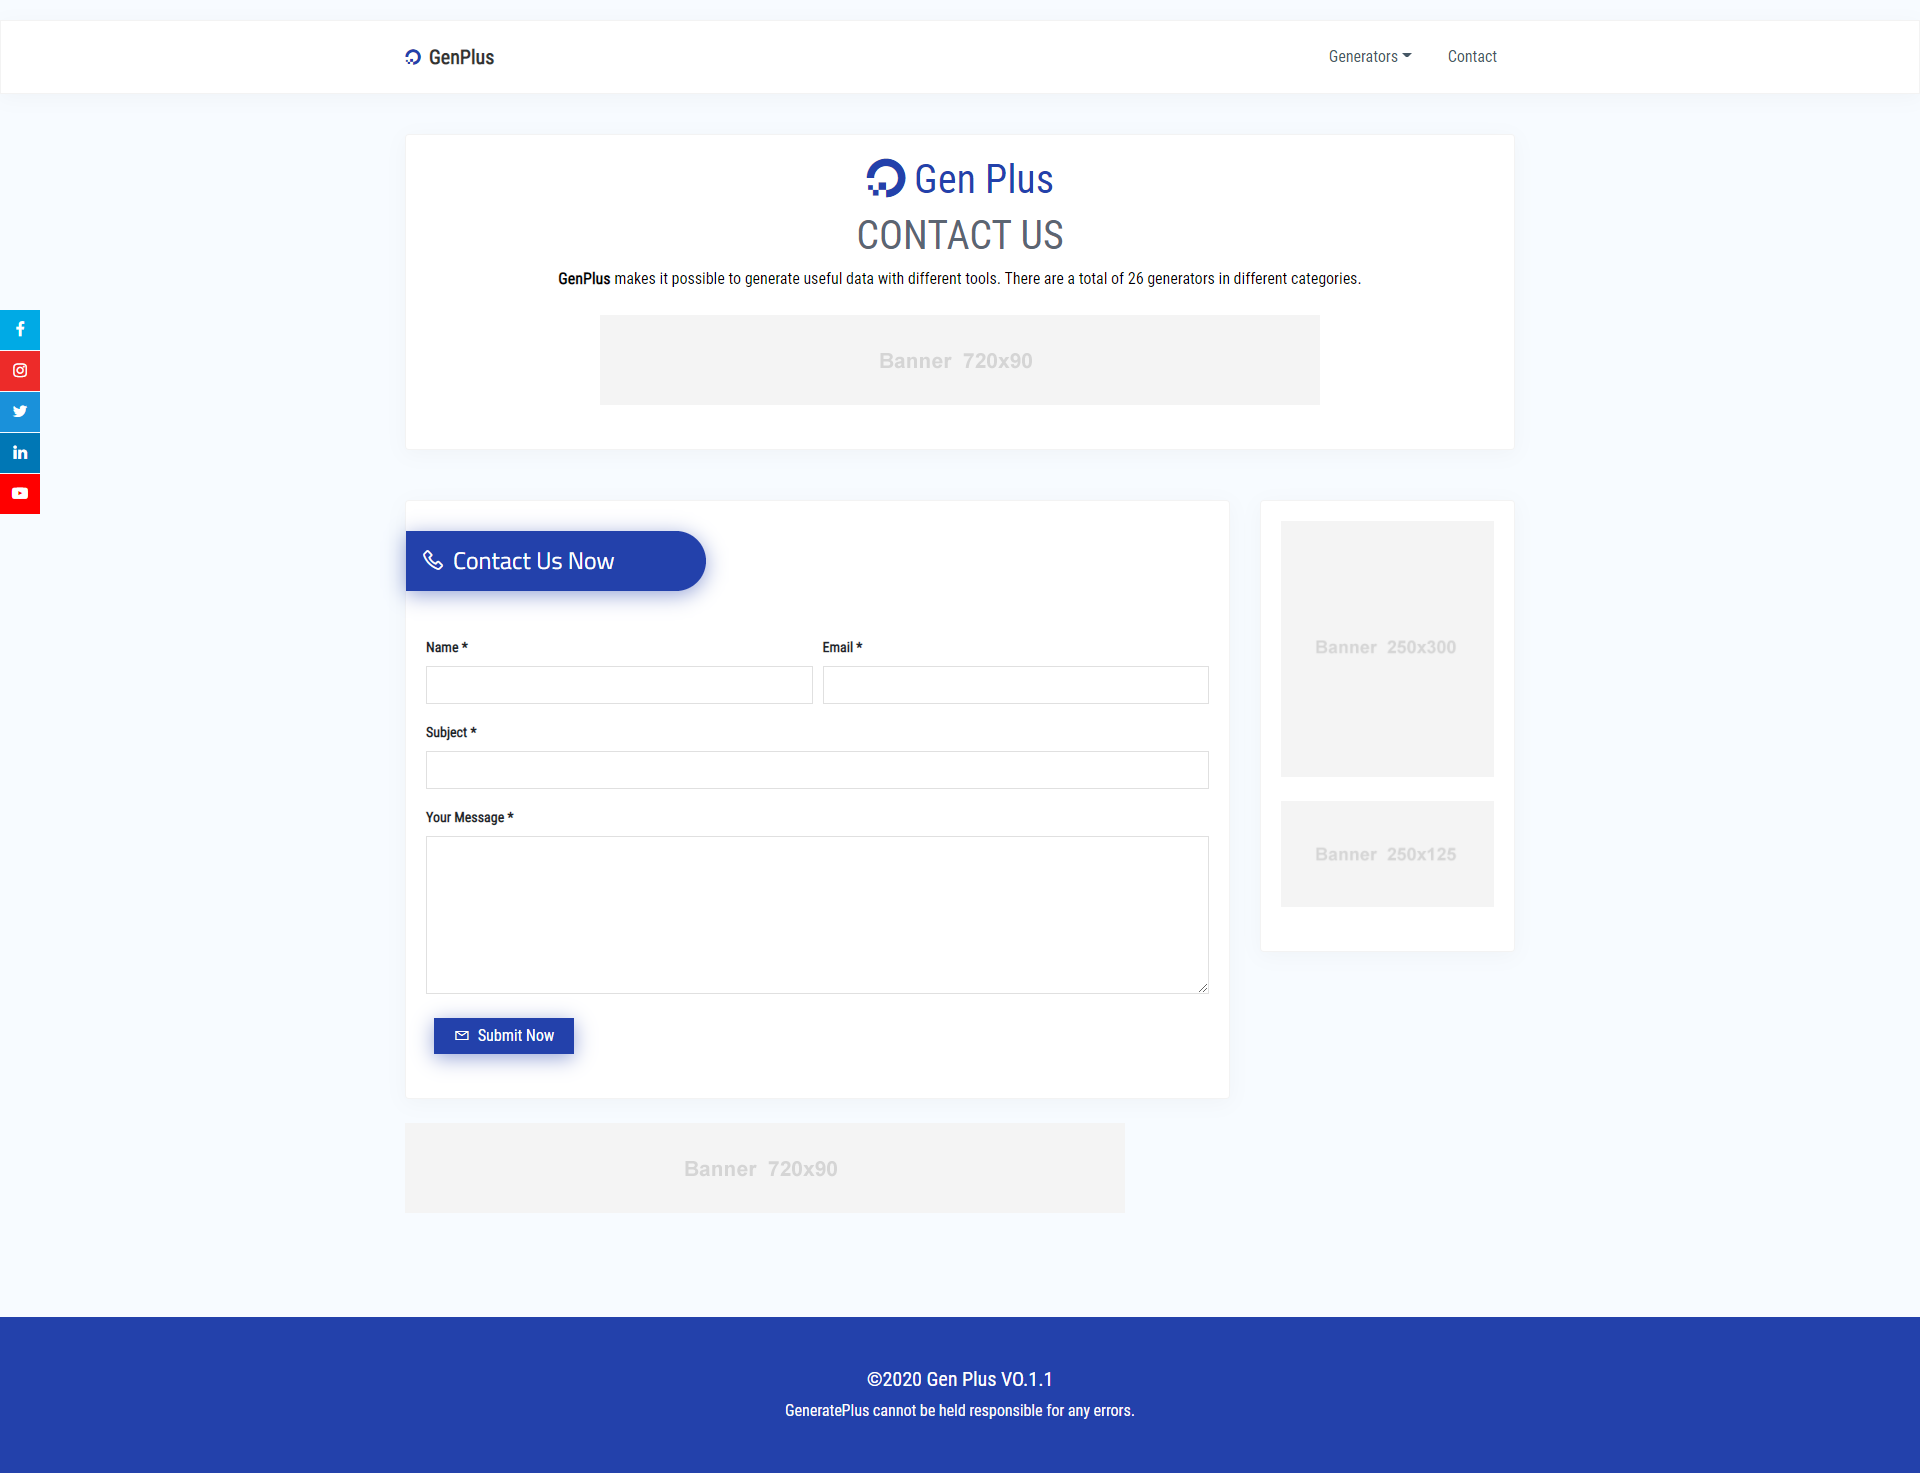 GenPlus
Generators
Contact
Gen Plus
CONTACT US
GenPlus makes it possible to generate useful data with different tools. There are a total of 26 generators in different categories.
Banner 720x90
Contact Us Now
Name *
Email *
Subject *
Your Message *
Submit Now
Banner 250x300
Banner 250x125
Banner 720x90
©2020 Gen Plus VO.1.1
GeneratePlus cannot be held responsible for any errors.